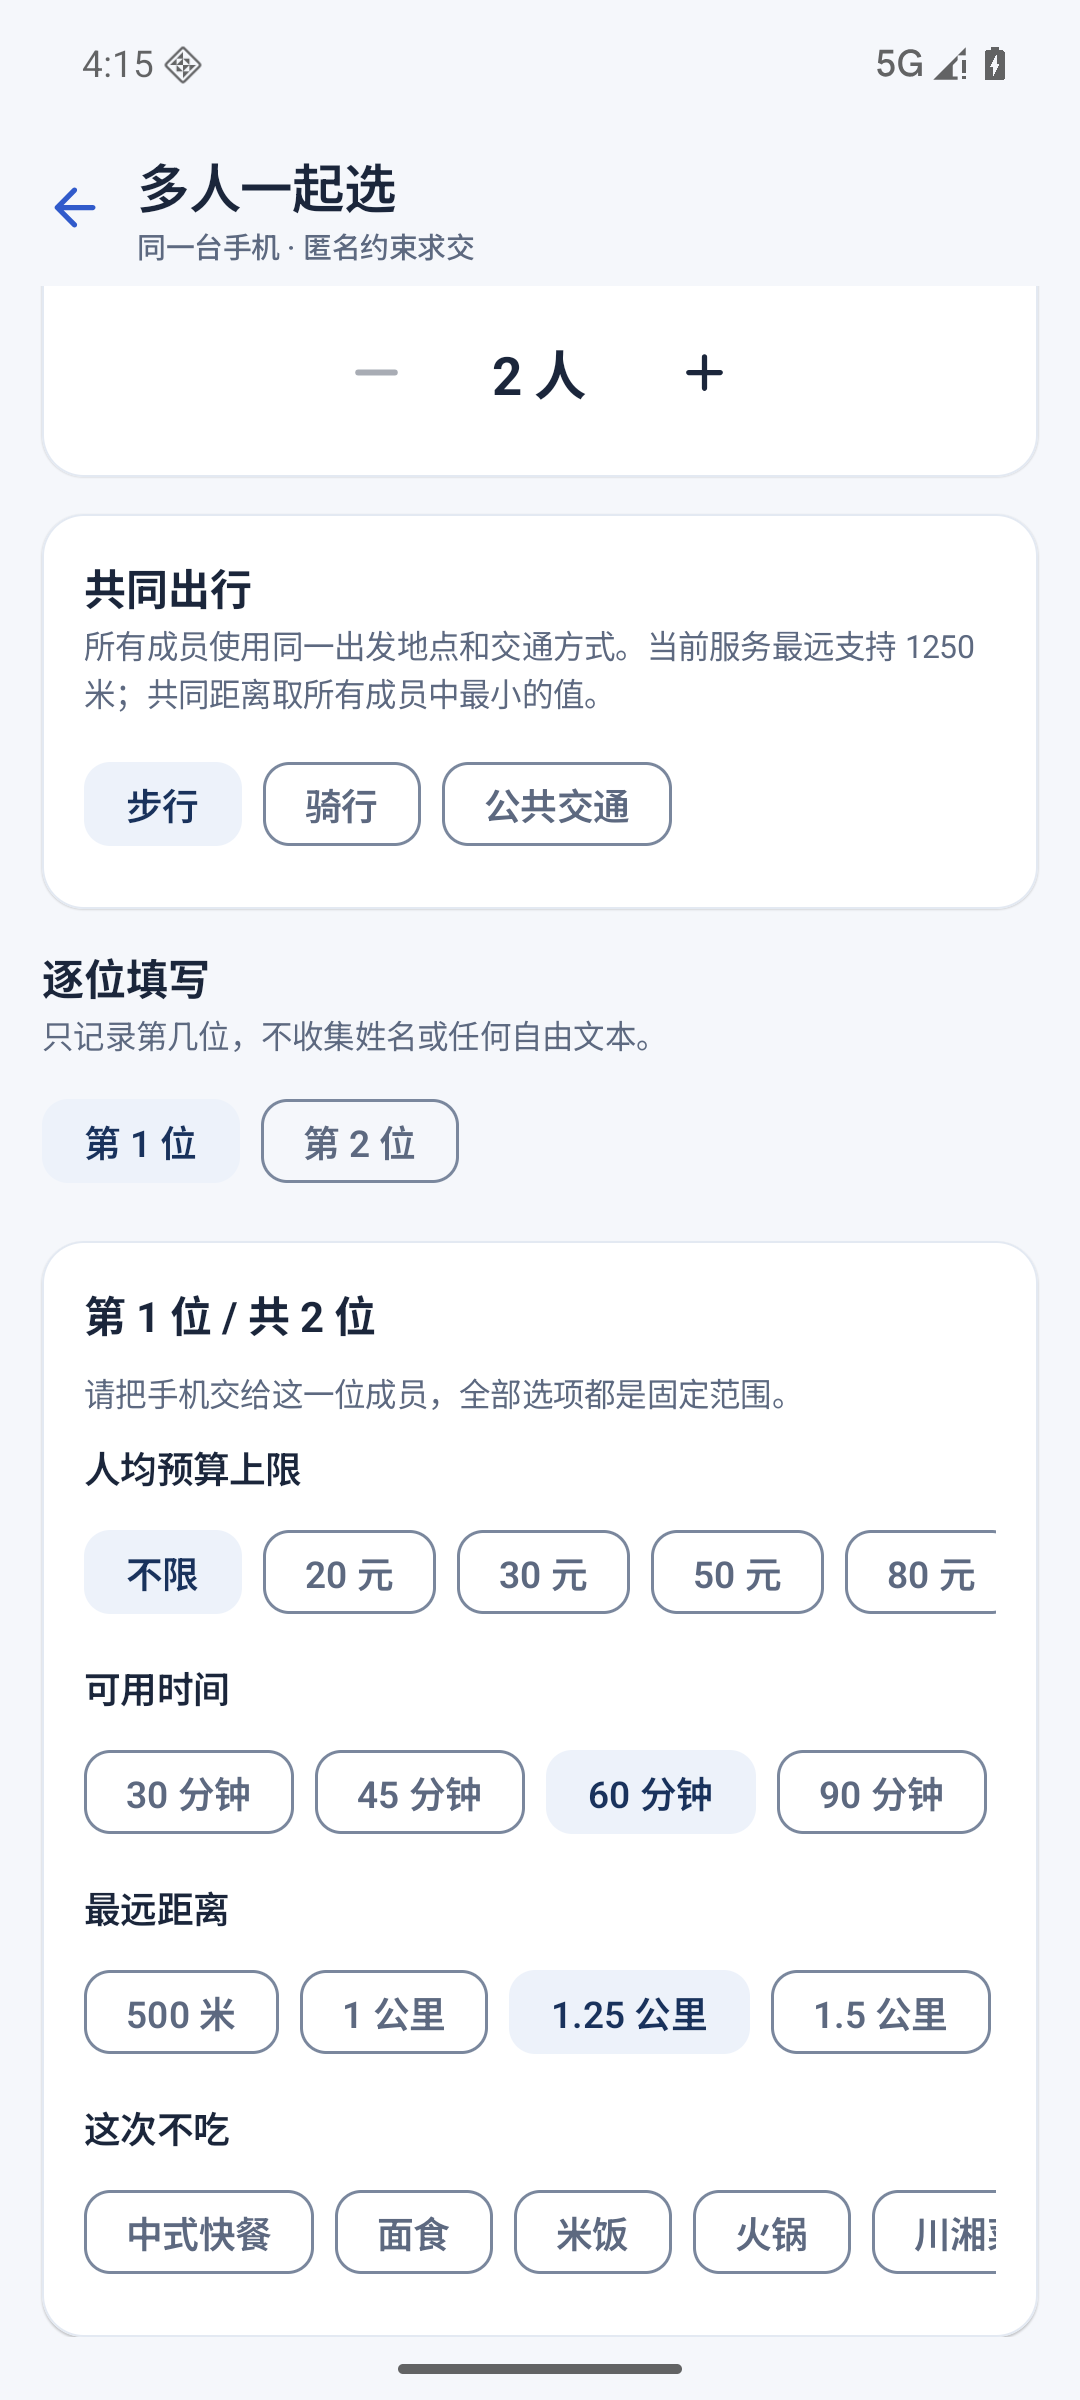 4:15
5G
多人一起选
同一台手机 · 匿名约束求交
2 人
共同出行
所有成员使用同一出发地点和交通方式。当前服务最远支持 1250
米；共同距离取所有成员中最小的值。
步行 骑行 公共交通
逐位填写
只记录第几位，不收集姓名或任何自由文本。
第 1 位 第 2 位
第 1 位 / 共 2 位
请把手机交给这一位成员，全部选项都是固定范围。
人均预算上限
不限 20 元 30 元 50 元 80 元
可用时间
30 分钟 45 分钟 60 分钟 90 分钟
最远距离
500 米 1 公里 1.25 公里 1.5 公里
这次不吃
中式快餐 面食 米饭 火锅 川湘